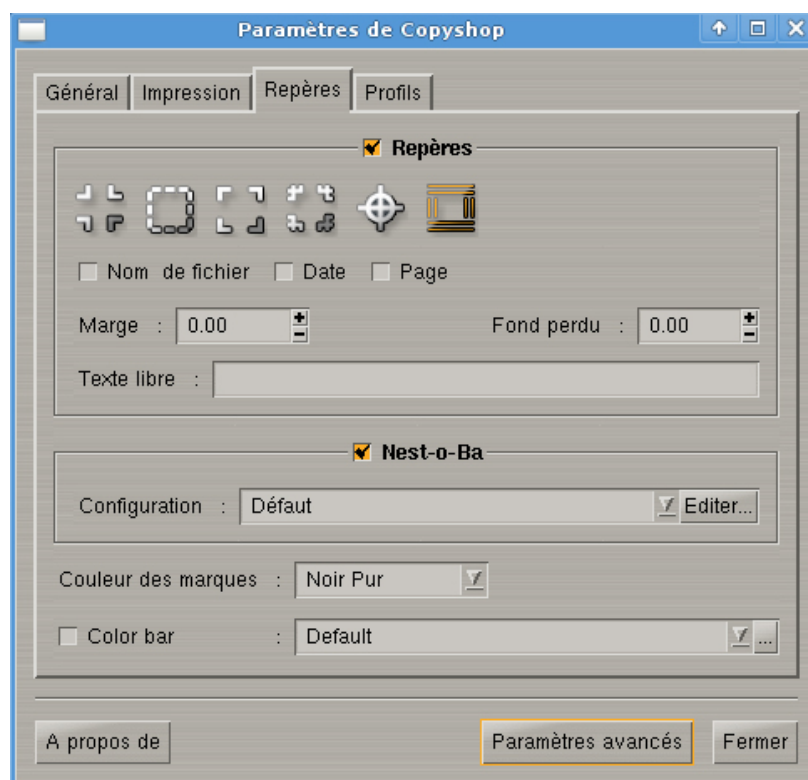 Paramètres de Copyshop
Général Impression Repères Profils
Repères
Nom de fichier Date Page
Marge : 0.00 Fond perdu : 0.00
Texte libre :
Nest-o-Ba
Configuration : Défaut Editer...
Couleur des marques : Noir Pur
Color bar : Default ...
A propos de Paramètres avancés Fermer